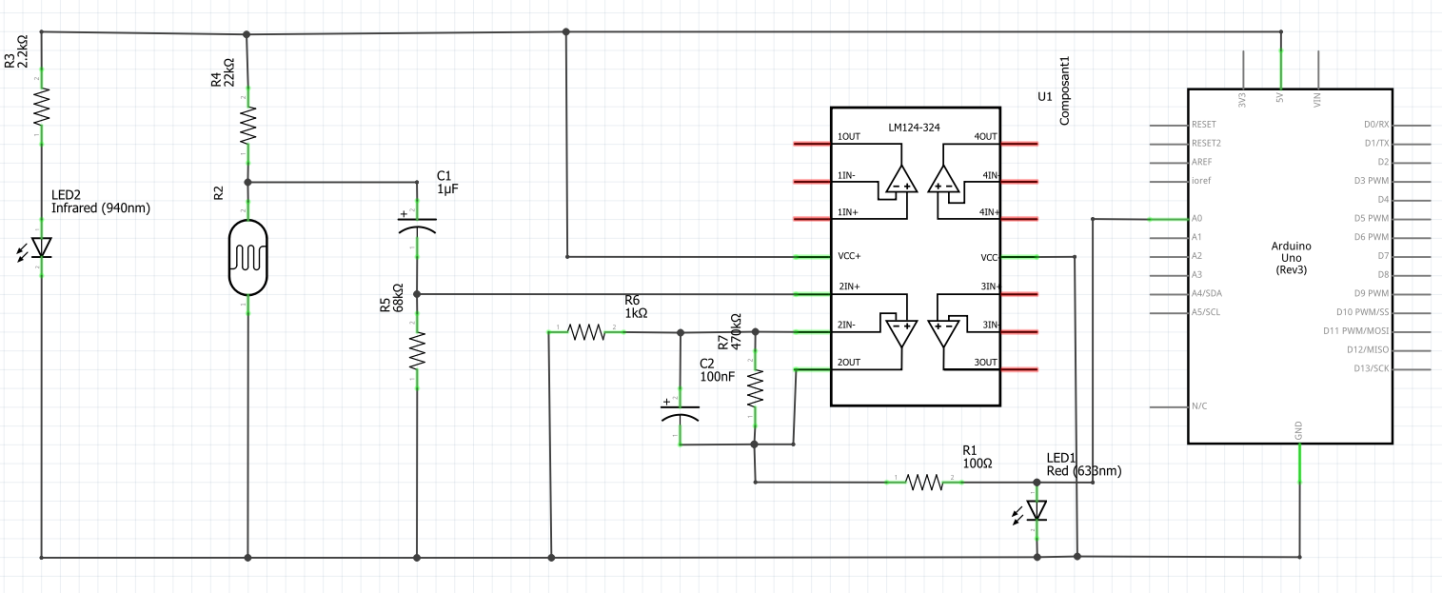 R3
2.2kΩ
LED2
Infrared (940nm)
R4
22kΩ
R2
C1
1µF
R5
68kΩ
R6
1kΩ
C2
100nF
R7
470kΩ
R1
100Ω
LED1
Red (633nm)
U1
Composant1
LM124-324
1OUT
1IN-
1IN+
VCC+
2IN+
2IN-
2OUT
4OUT
4IN-
4IN+
VCC
3IN+
3IN-
3OUT
3V3
5V
VIN
RESET
RESET2
AREF
ioref
A0
A1
A2
A3
A4/SDA
A5/SCL
N/C
Arduino
Uno
(Rev3)
D0/RX
D1/TX
D2
D3 PWM
D4
D5 PWM
D6 PWM
D7
D8
D9 PWM
D10 PWM/SS
D11 PWM/MOSI
D12/MISO
D13/SCK
GND